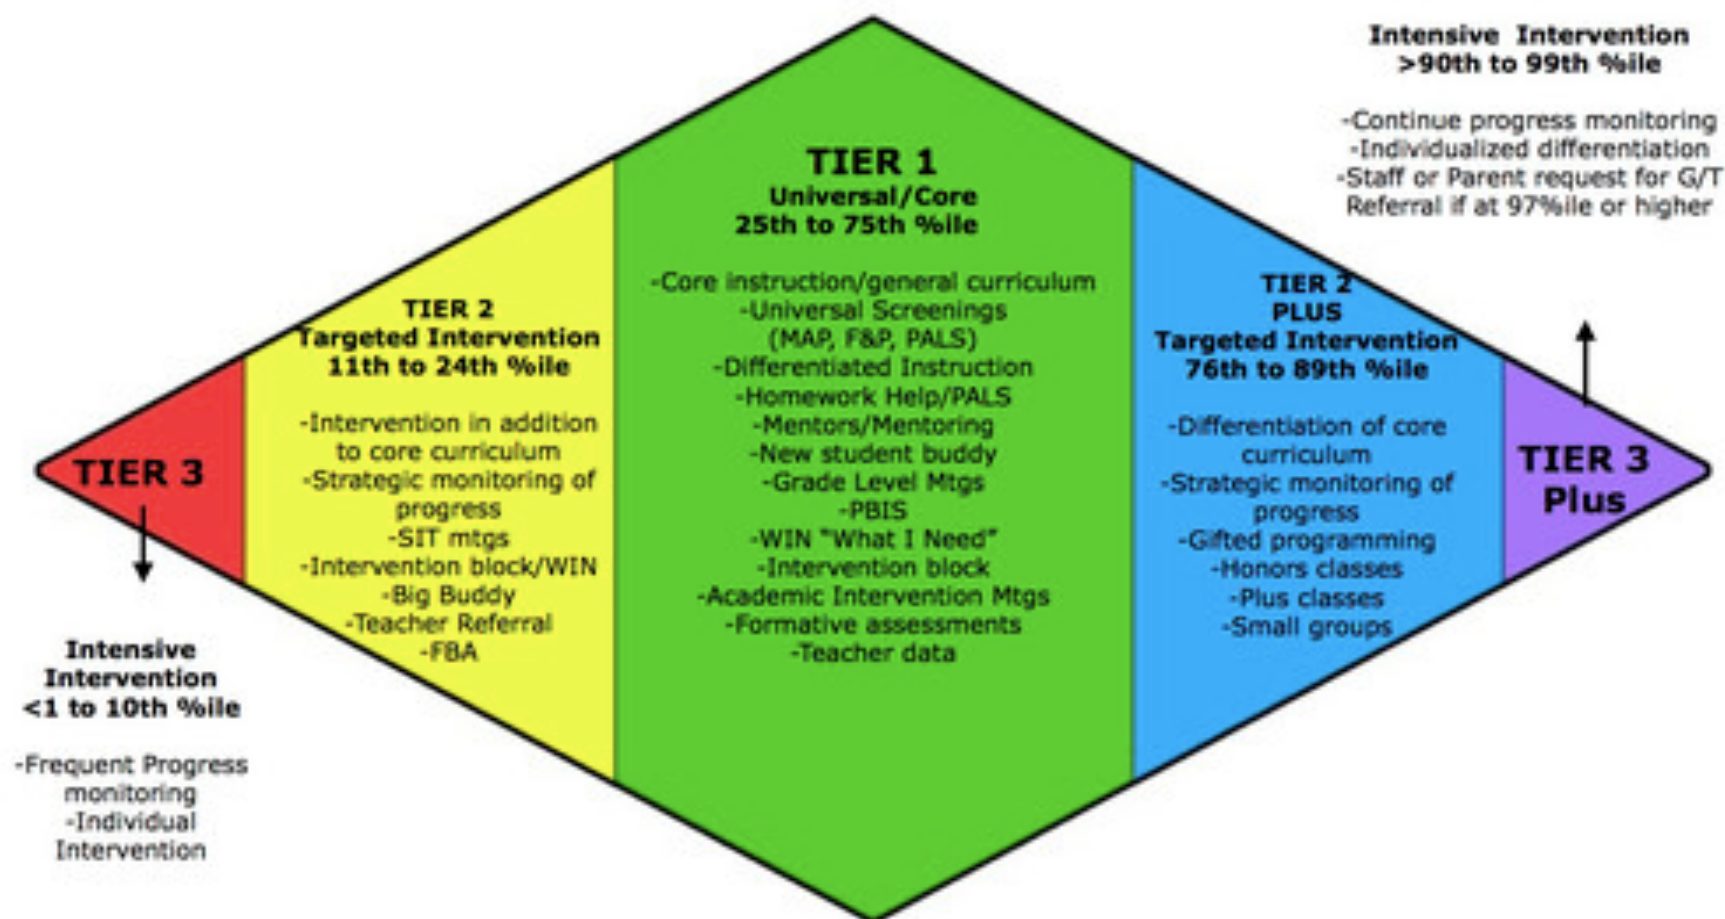 TIER 3
Intensive
Intervention
<1 to 10th %ile
-Frequent Progress
monitoring
-Individual
Intervention
TIER 2
Targeted Intervention
11th to 24th %ile
-Intervention in addition
to core curriculum
-Strategic monitoring of
progress
-SIT mtgs
-Intervention block/WIN
-Big Buddy
-Teacher Referral
-FBA
TIER 1
Universal/Core
25th to 75th %ile
-Core instruction/general curriculum
-Universal Screenings
(MAP, F&P, PALS)
-Differentiated Instruction
-Homework Help/PALS
-Mentors/Mentoring
-New student buddy
-Grade Level Mtgs
-PBIS
-WIN "What I Need"
-Intervention block
-Academic Intervention Mtgs
-Formative assessments
-Teacher data
TIER 2
PLUS
Targeted Intervention
76th to 89th %ile
-Differentiation of core
curriculum
-Strategic monitoring of
progress
-Gifted programming
-Honors classes
-Plus classes
-Small groups
TIER 3
Plus
Intensive Intervention
>90th to 99th %ile
-Continue progress monitoring
-Individualized differentiation
-Staff or Parent request for G/T
Referral if at 97%ile or higher